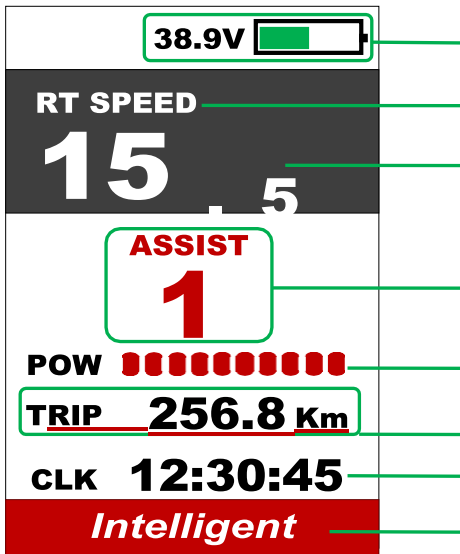 38.9V
RT SPEED
15.5
ASSIST
1
POW
TRIP 256.8 Km
CLK 12:30:45
Intelligent